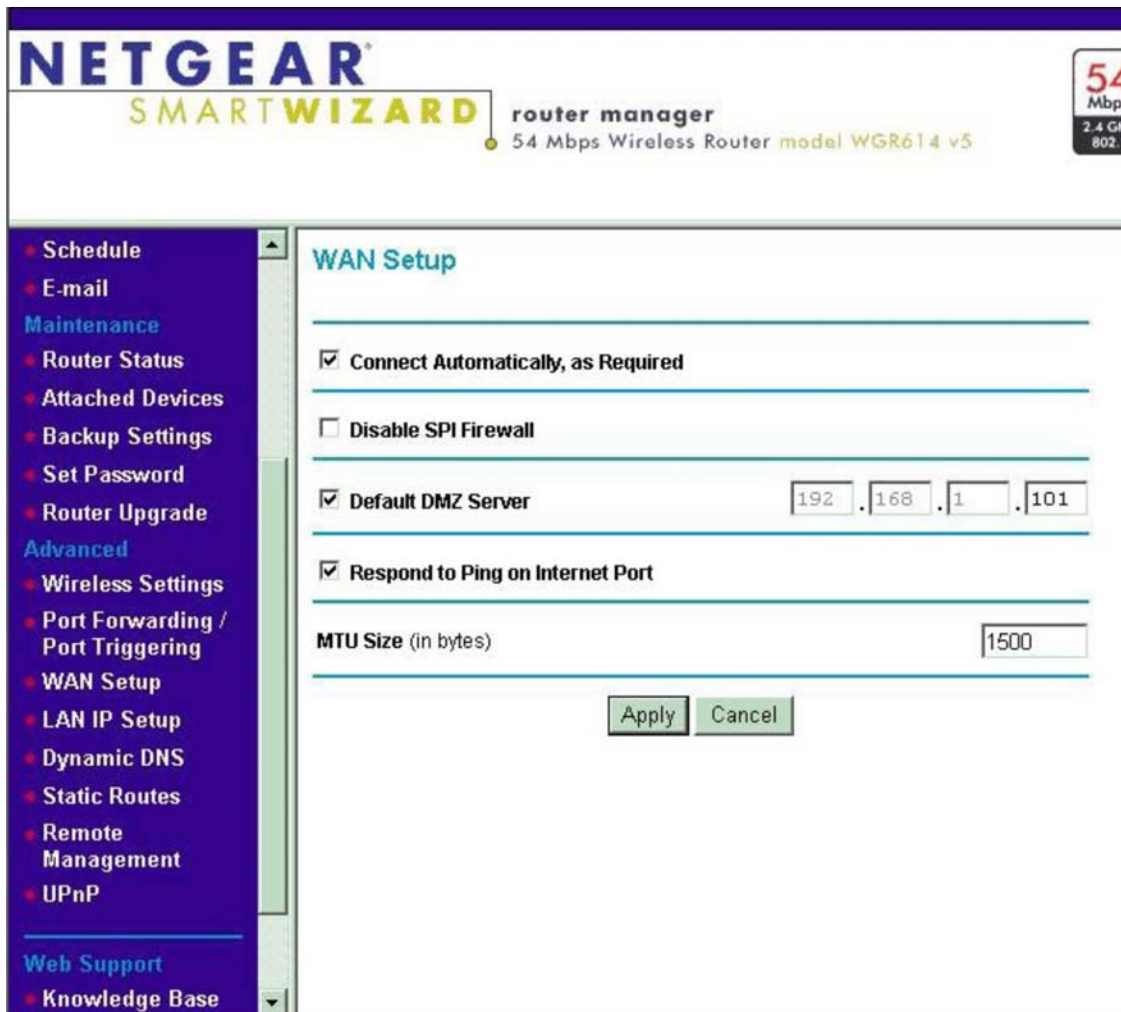 NETGEAR®
SMARTWIZARD
router manager
54 Mbps Wireless Router model WGR614 v5
54
Mbp
2.4 G
802.
Schedule
E-mail
Maintenance
Router Status
Attached Devices
Backup Settings
Set Password
Router Upgrade
Advanced
Wireless Settings
Port Forwarding /
Port Triggering
WAN Setup
LAN IP Setup
Dynamic DNS
Static Routes
Remote
Management
UPnP
Web Support
Knowledge Base
WAN Setup
Connect Automatically, as Required
Disable SPI Firewall
Default DMZ Server 192 . 168 . 1 . 101
Respond to Ping on Internet Port
MTU Size (in bytes) 1500
Apply Cancel